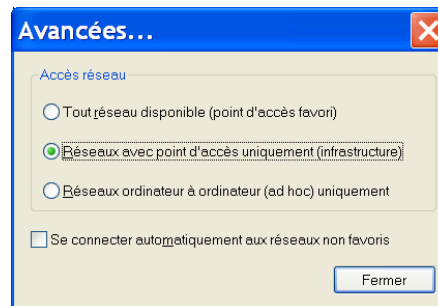 Avancées...
Accès réseau
Tout réseau disponible (point d'accès favori)
Réseaux avec point d'accès uniquement (infrastructure)
Réseaux ordinateur à ordinateur (ad hoc) uniquement
Se connecter automatiquement aux réseaux non favoris
Fermer